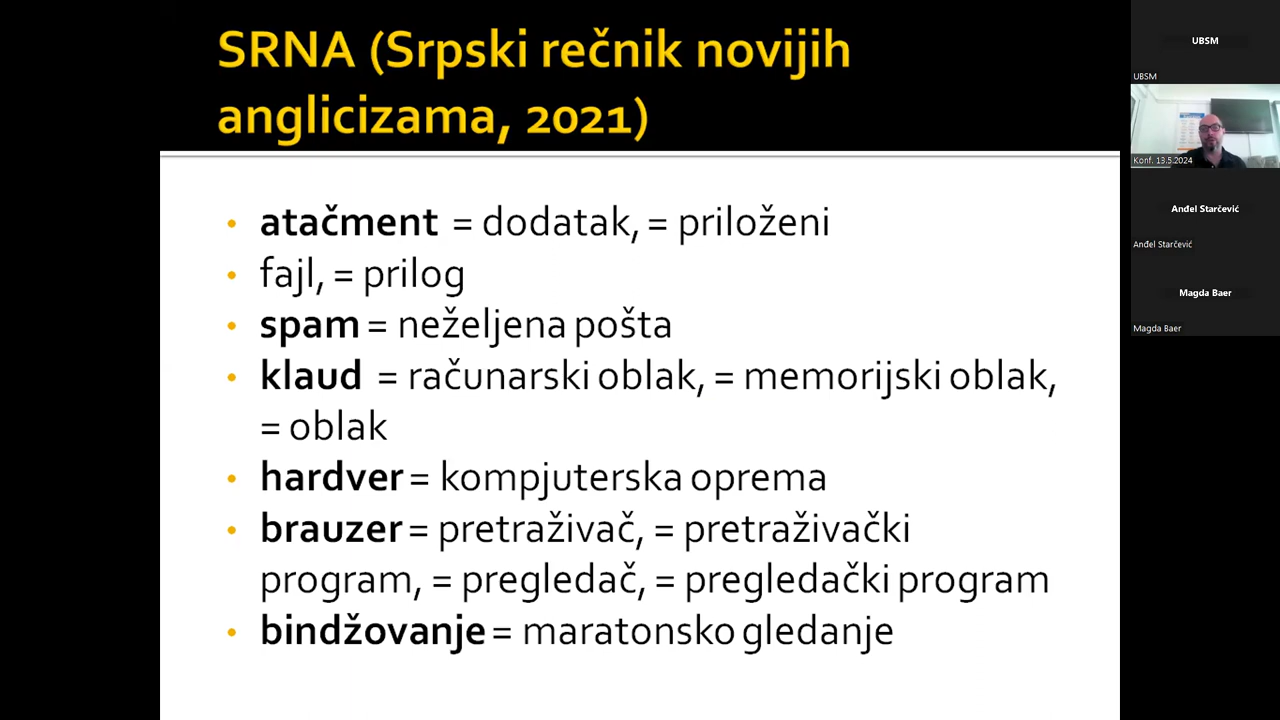 SRNA (Srpski rečnik novijih
anglicizama, 2021)
• atačment = dodatak, = priloženi
• fajl, = prilog
• spam = neželjena pošta
• klaud = računarski oblak, = memorijski oblak,
= oblak
• hardver = kompjuterska oprema
• brauzer = pretraživač, = pretraživački
program, = pregledač, = pregledački program
• bindžovanje = maratonsko gledanje
UBSM
UBSM
Konf. 13.5.2024
Anđel Starčević
Anđel Starčević
Magda Baer
Magda Baer